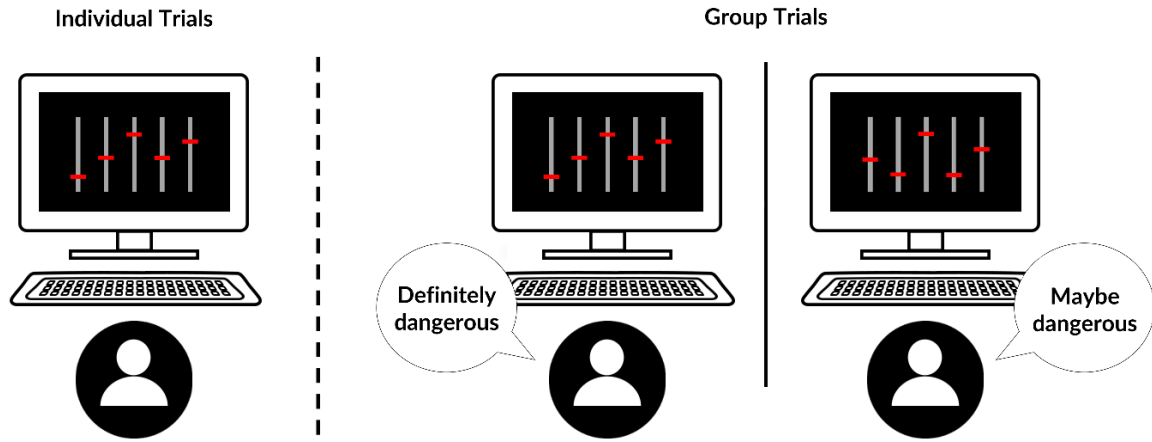 Individual Trials
Group Trials
Definitely
dangerous
Maybe
dangerous